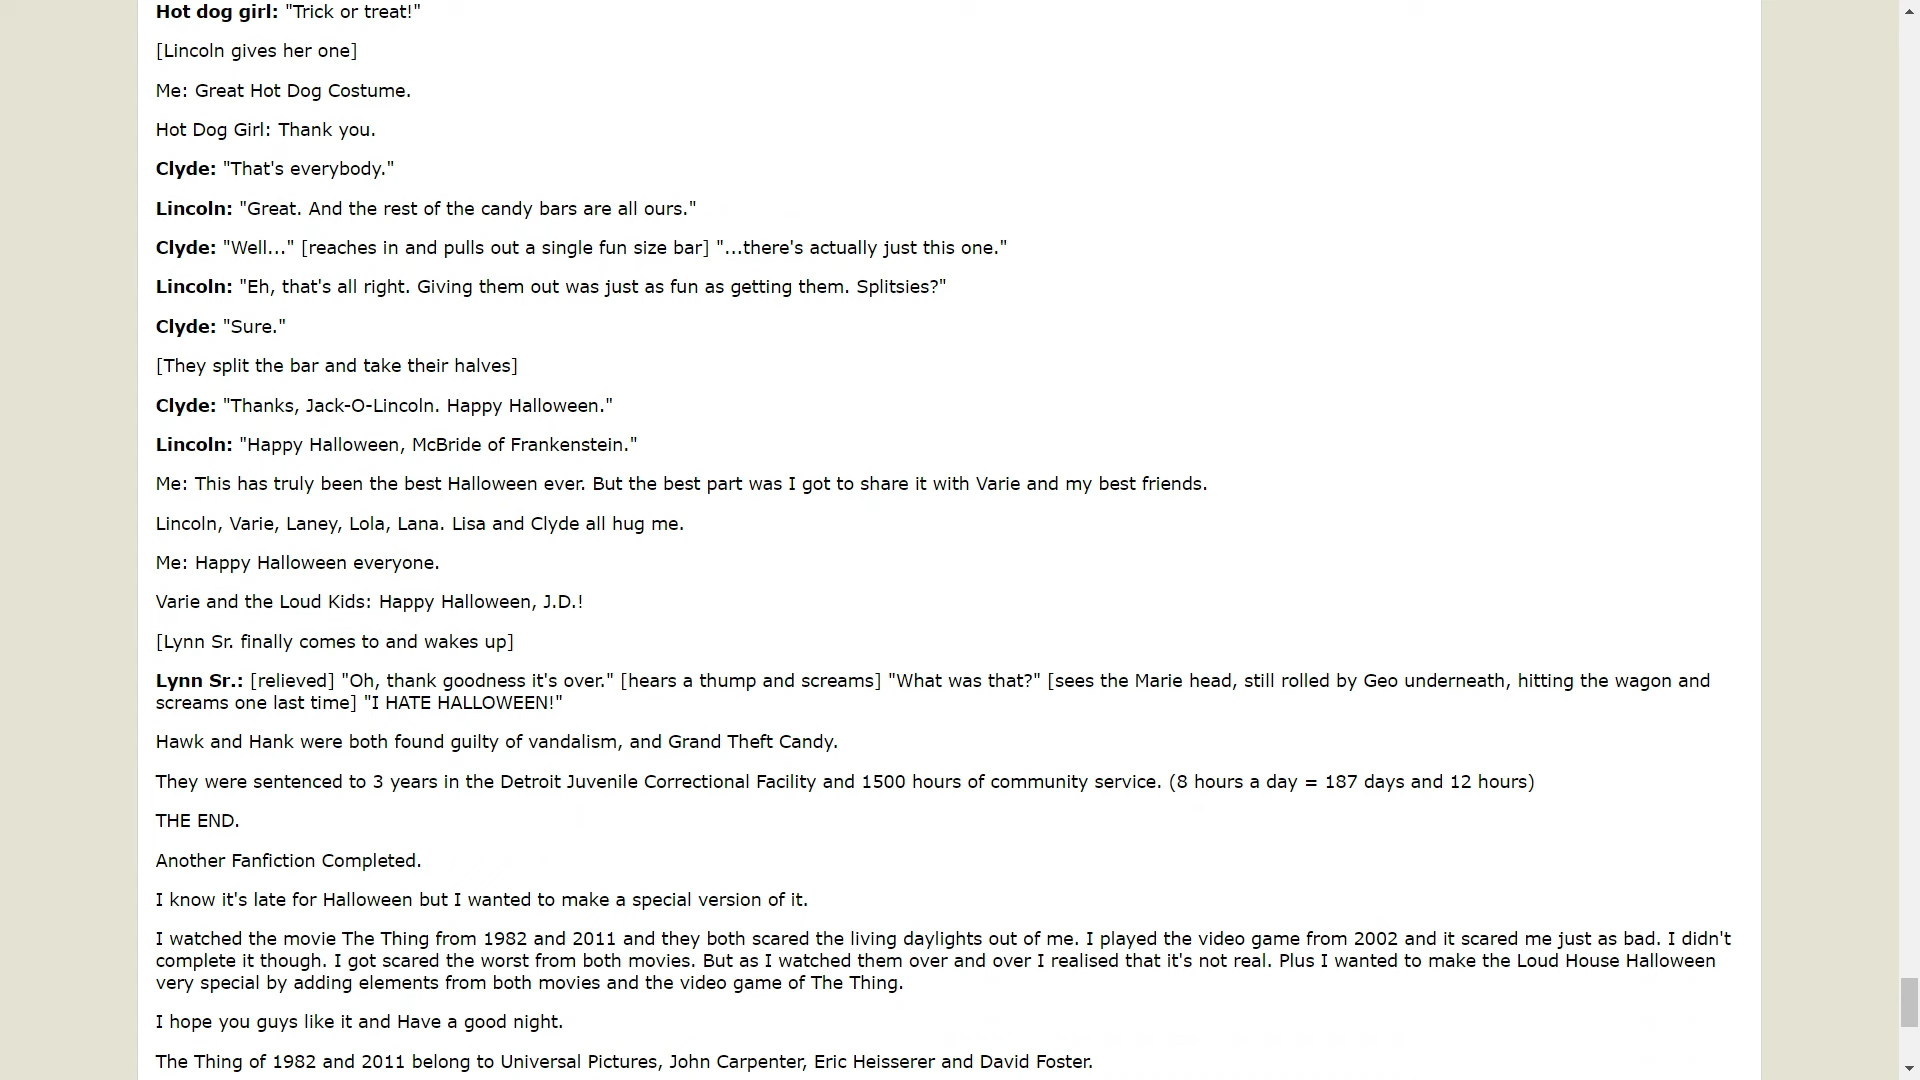 Hot dog girl: "Trick or treat!"
[Lincoln gives her one]
Me: Great Hot Dog Costume.
Hot Dog Girl: Thank you.
Clyde: "That's everybody."
Lincoln: "Great. And the rest of the candy bars are all ours."
Clyde: "Well..." [reaches in and pulls out a single fun size bar] "...there's actually just this one."
Lincoln: "Eh, that's all right. Giving them out was just as fun as getting them. Splitsies?"
Clyde: "Sure."
[They split the bar and take their halves]
Clyde: "Thanks, Jack-O-Lincoln. Happy Halloween."
Lincoln: "Happy Halloween, McBride of Frankenstein."
Me: This has truly been the best Halloween ever. But the best part was I got to share it with Varie and my best friends.
Lincoln, Varie, Laney, Lola, Lana. Lisa and Clyde all hug me.
Me: Happy Halloween everyone.
Varie and the Loud Kids: Happy Halloween, J.D.!
[Lynn Sr. finally comes to and wakes up]
Lynn Sr.: [relieved] "Oh, thank goodness it's over." [hears a thump and screams] "What was that?" [sees the Marie head, still rolled by Geo underneath, hitting the wagon and
screams one last time] "I HATE HALLOWEEN!"
Hawk and Hank were both found guilty of vandalism, and Grand Theft Candy.
They were sentenced to 3 years in the Detroit Juvenile Correctional Facility and 1500 hours of community service. (8 hours a day = 187 days and 12 hours)
THE END.
Another Fanfiction Completed.
I know it's late for Halloween but I wanted to make a special version of it.
I watched the movie The Thing from 1982 and 2011 and they both scared the living daylights out of me. I played the video game from 2002 and it scared me just as bad. I didn't
complete it though. I got scared the worst from both movies. But as I watched them over and over I realised that it's not real. Plus I wanted to make the Loud House Halloween
very special by adding elements from both movies and the video game of The Thing.
I hope you guys like it and Have a good night.
The Thing of 1982 and 2011 belong to Universal Pictures, John Carpenter, Eric Heisserer and David Foster.